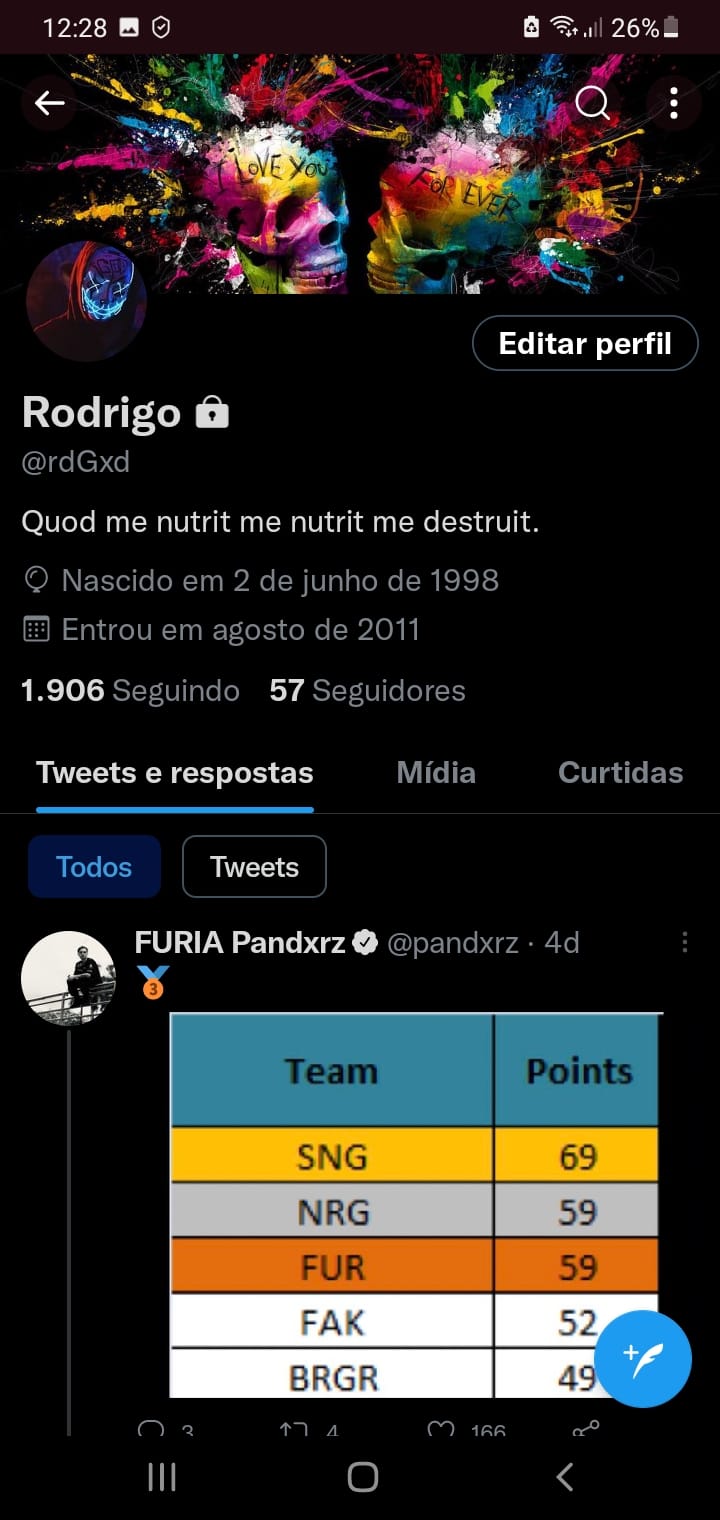 12:28 26%
I LOVE YOU FOR EVER
Editar perfil
Rodrigo
@rdGxd
Quod me nutrit me nutrit me destruit.
Nascido em 2 de junho de 1998
Entrou em agosto de 2011
1.906 Seguindo 57 Seguidores
Tweets e respostas Mídia Curtidas
Todos Tweets
FURIA Pandxrz @pandxrz · 4d
3
Team Points
SNG 69
NRG 59
FUR 59
FAK 52
BRGR 49
3 4 166